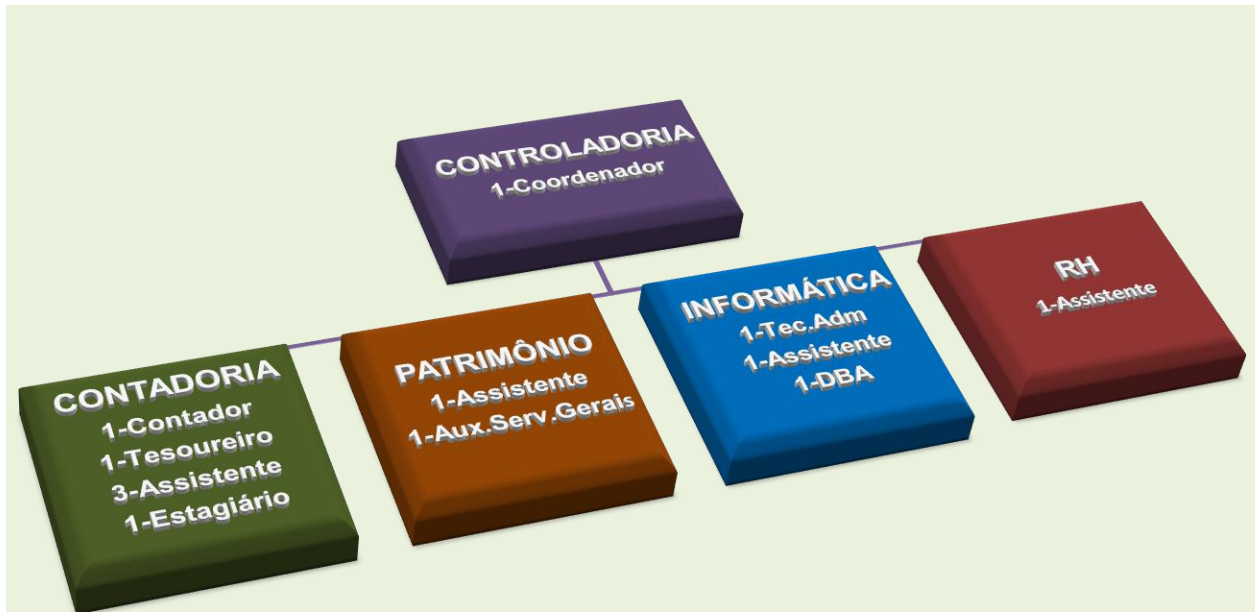 CONTROLADORIA
1-Coordenador
CONTADORIA
1-Contador
1-Tesoureiro
3-Assistente
1-Estagiário
PATRIMÔNIO
1-Assistente
1-Aux.Serv.Gerais
INFORMÁTICA
1-Tec.Adm
1-Assistente
1-DBA
RH
1-Assistente